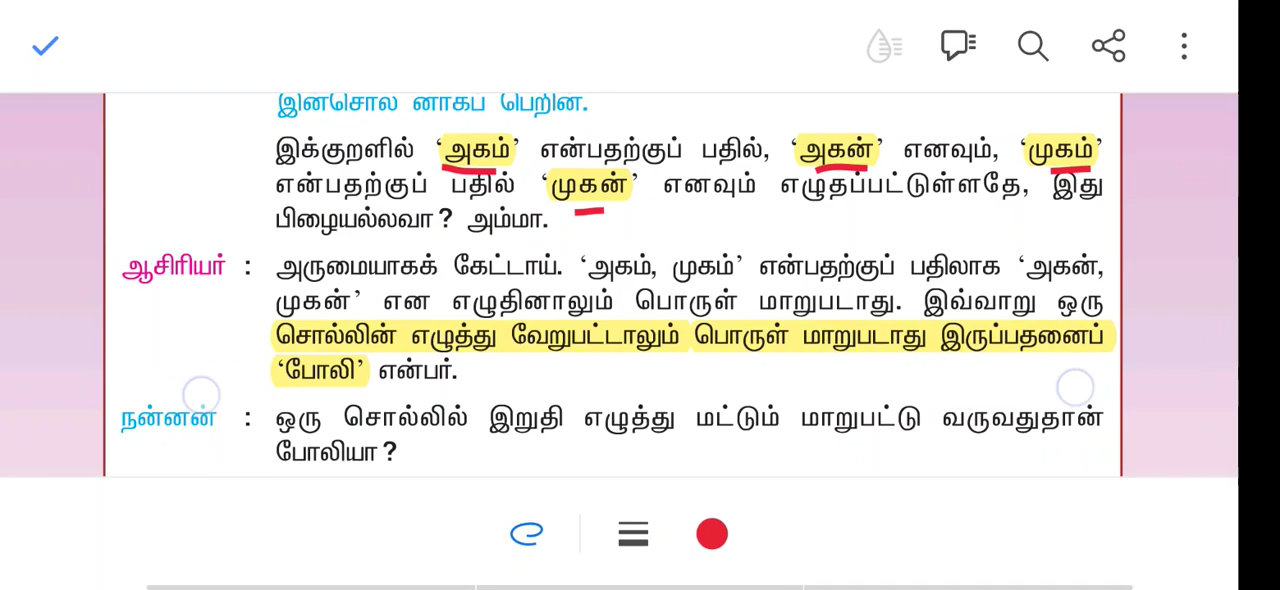 இன்சொல னாகப் பெறின்.
இக்குறளில் ‘அகம்’ என்பதற்குப் பதில், ‘அகன்’ எனவும், ‘முகம்’
என்பதற்குப் பதில் ‘முகன்’ எனவும் எழுதப்பட்டுள்ளதே, இது
பிழையல்லவா? அம்மா.
ஆசிரியர் : அருமையாகக் கேட்டாய். ‘அகம், முகம்’ என்பதற்குப் பதிலாக ‘அகன்,
முகன்’ என எழுதினாலும் பொருள் மாறுபடாது. இவ்வாறு ஒரு
சொல்லின் எழுத்து வேறுபட்டாலும் பொருள் மாறுபடாது இருப்பதனைப்
‘போலி’ என்பர்.
நன்னன் : ஒரு சொல்லில் இறுதி எழுத்து மட்டும் மாறுபட்டு வருவதுதான்
போலியா?